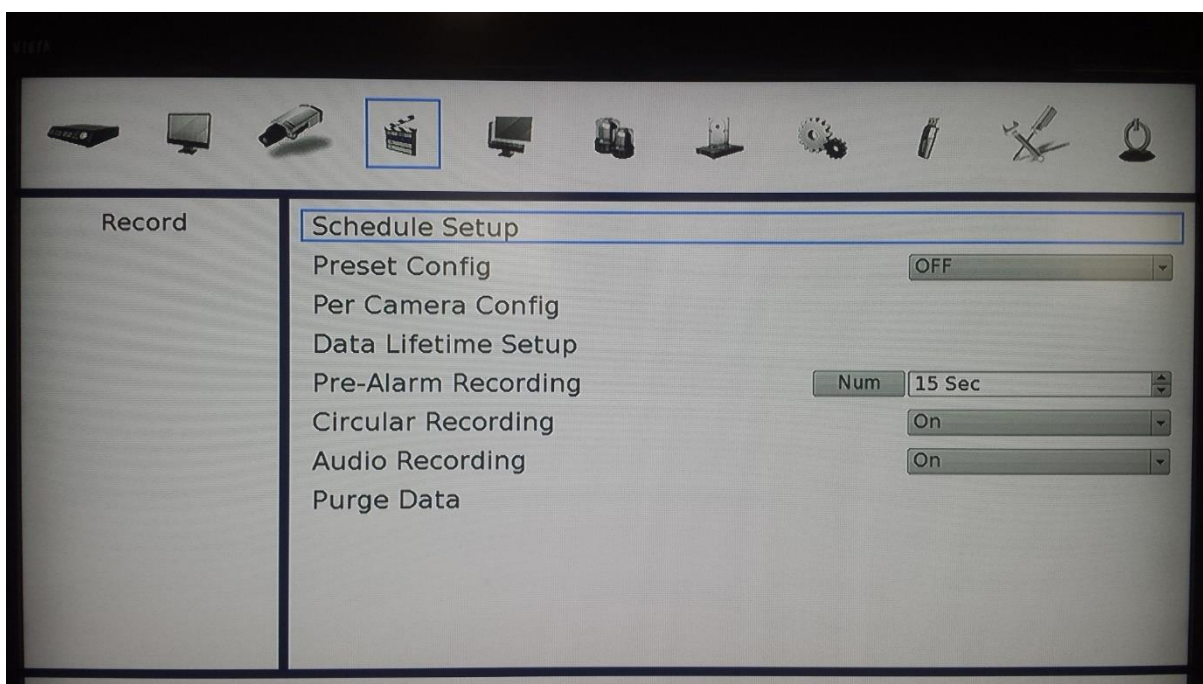 Record
Schedule Setup
Preset Config OFF
Per Camera Config
Data Lifetime Setup
Pre-Alarm Recording Num 15 Sec
Circular Recording On
Audio Recording On
Purge Data